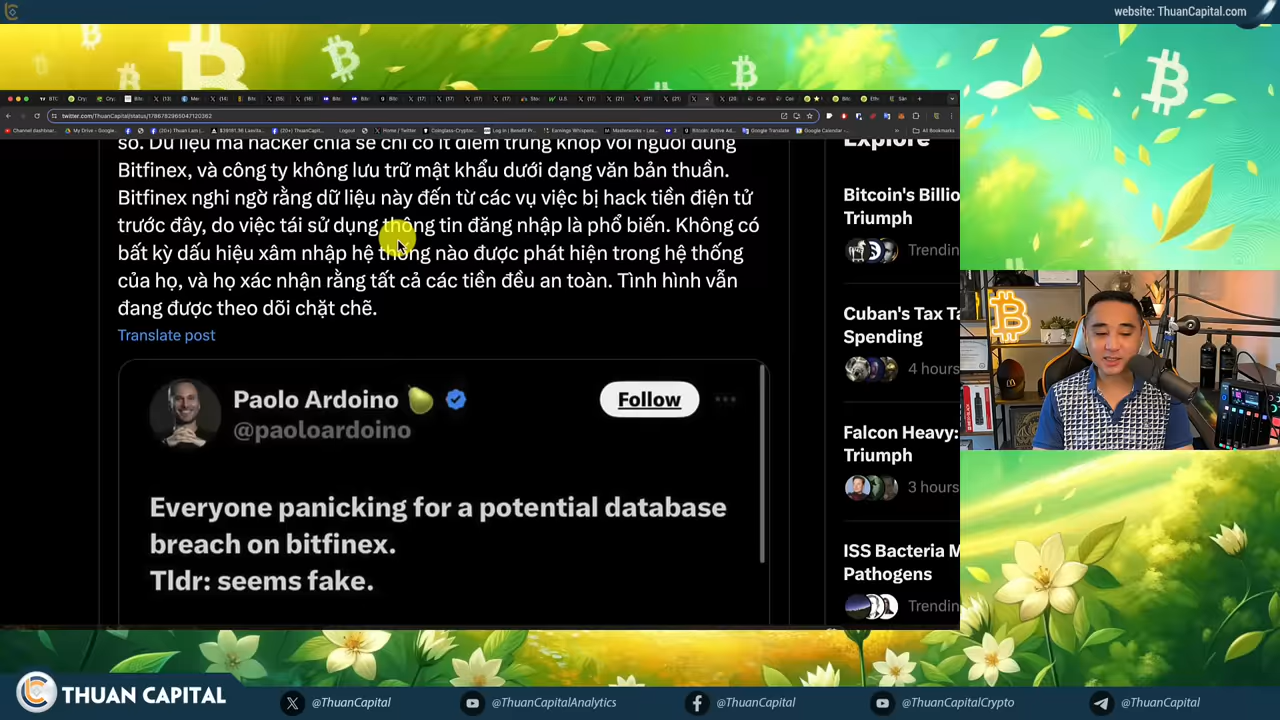 website: ThuanCapital.com
twitter.com/ThuanCapital/status/1786782965047120362
số. Dữ liệu mà hacker chia sẻ chỉ có ít điểm trùng khớp với người dùng
Bitfinex, và công ty không lưu trữ mật khẩu dưới dạng văn bản thuần.
Bitfinex nghi ngờ rằng dữ liệu này đến từ các vụ việc bị hack tiền điện tử
trước đây, do việc tái sử dụng thông tin đăng nhập là phổ biến. Không có
bất kỳ dấu hiệu xâm nhập hệ thống nào được phát hiện trong hệ thống
của họ, và họ xác nhận rằng tất cả các tiền đều an toàn. Tình hình vẫn
đang được theo dõi chặt chẽ.
Translate post
Paolo Ardoino
@paoloardoino
Follow
Everyone panicking for a potential database
breach on bitfinex.
Tldr: seems fake.
Explore
Bitcoin's Billio
Triumph
Trendin
Cuban's Tax Ta
Spending
4 hours
Falcon Heavy:
Triumph
3 hours
ISS Bacteria M
Pathogens
Trendin
THUAN CAPITAL
@ThuanCapital
@ThuanCapitalAnalytics
@ThuanCapital
@ThuanCapitalCrypto
@ThuanCapital